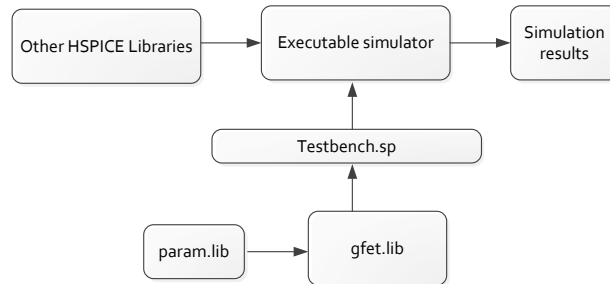 Other HSPICE Libraries
Executable simulator
Simulation
results
Testbench.sp
param.lib
gfet.lib